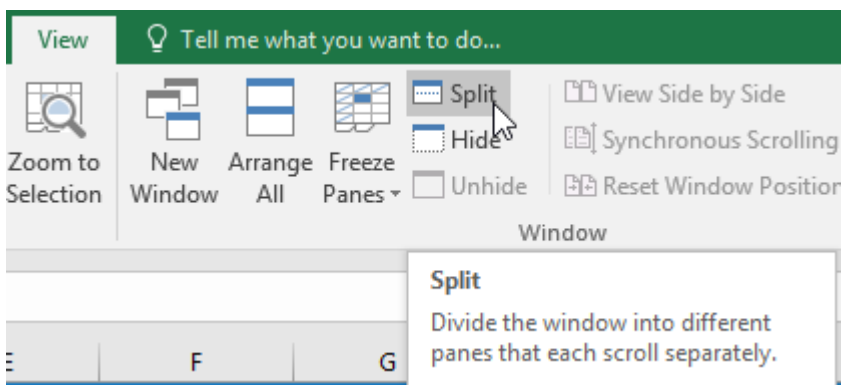 View
Tell me what you want to do...
Zoom to
Selection
New
Window
Arrange
All
Freeze
Panes
Split
Hide
Unhide
View Side by Side
Synchronous Scrolling
Reset Window Position
Window
Split
Divide the window into different
panes that each scroll separately.
E
F
G